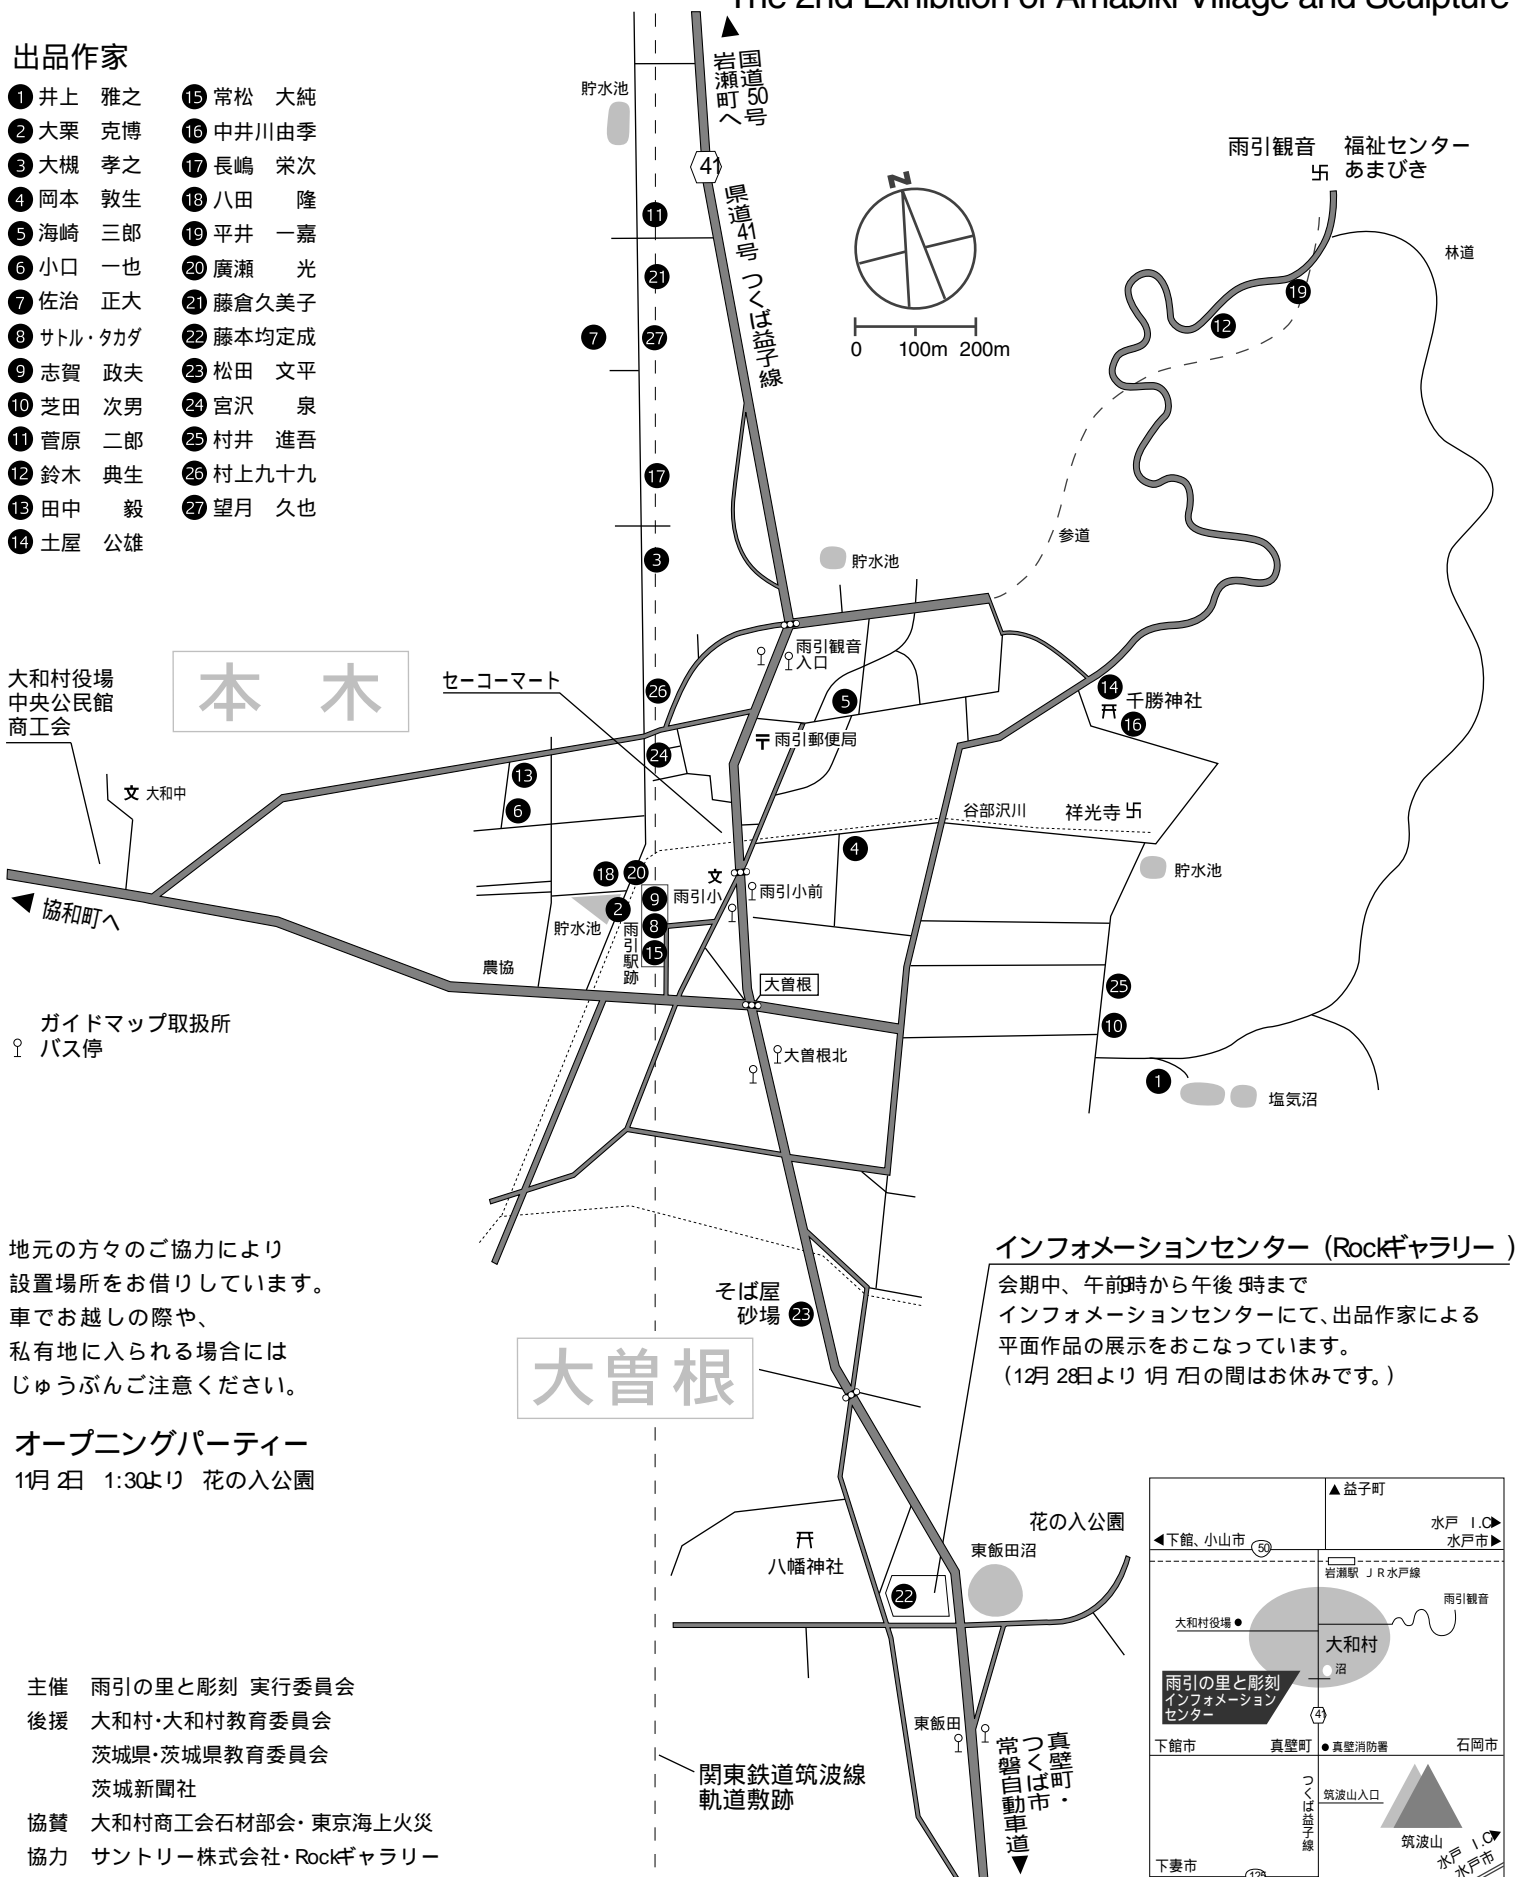 The 2nd Exhibition of Amabiki Village and Sculpture
出品作家
1 井上 雅之
2 大栗 克博
3 大槻 孝之
4 岡本 敦生
5 海崎 三郎
6 小口 一也
7 佐治 正大
8 サトル・タカダ
9 志賀 政夫
10 芝田 次男
11 菅原 二郎
12 鈴木 典生
13 田中 毅
14 土屋 公雄
15 常松 大純
16 中井川由季
17 長嶋 栄次
18 八田 隆
19 平井 一嘉
20 廣瀬 光
21 藤倉久美子
22 藤本均定成
23 松田 文平
24 宮沢 泉
25 村井 進吾
26 村上九十九
27 望月 久也
国道50号
岩瀬町へ
貯水池
41
県道41号 つくば益子線
N
0 100m 200m
雨引観音
卐
福祉センター
あまびき
林道
11
21
7
27
19
12
17
3
参道
貯水池
雨引観音
入口
26
5
14
千勝神社
16
本木
セーコーマート
大和村役場
中央公民館
商工会
〒雨引郵便局
24
13
文 大和中
6
谷部沢川
祥光寺 卐
4
18
20
文
雨引小
雨引小前
貯水池
9
2
8
15
貯水池
雨引駅跡
協和町へ
農協
大曽根
25
10
ガイドマップ取扱所
バス停
大曽根北
1
塩気沼
地元の方々のご協力により
設置場所をお借りしています。
車でお越しの際や、
私有地に入られる場合には
じゅうぶんご注意ください。
オープニングパーティー
11月2日 1:30より 花の入公園
そば屋
砂場
23
大曽根
インフォメーションセンター(Rockギャラリー)
会期中、午前9時から午後5時まで
インフォメーションセンターにて、出品作家による
平面作品の展示をおこなっています。
(12月28日より1月7日の間はお休みです。)
八幡神社
花の入公園
東飯田沼
22
東飯田
真壁町・
つくば市
常磐自動車道
関東鉄道筑波線
軌道敷跡
主催 雨引の里と彫刻 実行委員会
後援 大和村・大和村教育委員会
茨城県・茨城県教育委員会
茨城新聞社
協賛 大和村商工会石材部会・東京海上火災
協力 サントリー株式会社・Rockギャラリー
▲益子町
水戸 I.C▶
◀下館、小山市
50
水戸市▶
岩瀬駅 JR水戸線
雨引観音
大和村役場
大和村
沼
雨引の里と彫刻
インフォメーション
センター
41
下館市
真壁町
真壁消防署
石岡市
つくば益子線
筑波山入口
筑波山
水戸 I.C
水戸市
下妻市
125